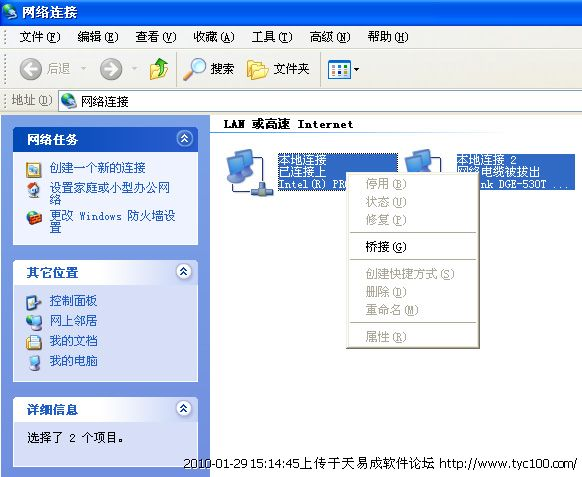 网络连接
文件(F) 编辑(E) 查看(V) 收藏(A) 工具(T) 高级(N) 帮助(H)
后退 搜索 文件夹
地址(D) 网络连接
网络任务
创建一个新的连接
设置家庭或小型办公网
络
更改 Windows 防火墙设
置
其它位置
控制面板
网上邻居
我的文档
我的电脑
详细信息
选择了 2 个项目。
LAN 或高速 Internet
本地连接
已连接上
Intel(R)
本地连接 2
网络电缆被拔出
DGE-530T ...
停用(B)
状态(U)
修复(P)
桥接(G)
创建快捷方式(S)
删除(D)
重命名(M)
属性(R)
2010-01-29 15:14:45上传于天易成软件论坛 http://www.tyc100.com/